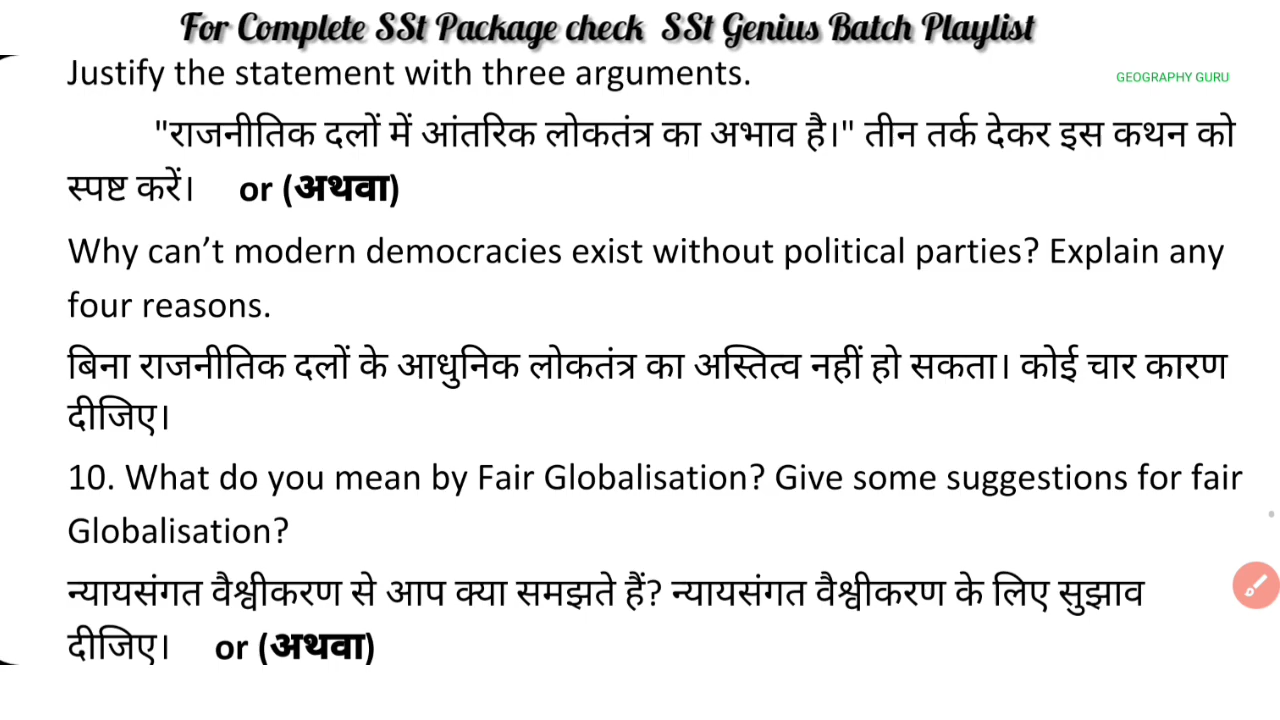 For Complete SSt Package check SSt Genius Batch Playlist
Justify the statement with three arguments.
GEOGRAPHY GURU
"राजनीतिक दलों में आंतरिक लोकतंत्र का अभाव है।" तीन तर्क देकर इस कथन को
स्पष्ट करें। or (अथवा)
Why can’t modern democracies exist without political parties? Explain any
four reasons.
बिना राजनीतिक दलों के आधुनिक लोकतंत्र का अस्तित्व नहीं हो सकता। कोई चार कारण
दीजिए।
10. What do you mean by Fair Globalisation? Give some suggestions for fair
Globalisation?
न्यायसंगत वैश्वीकरण से आप क्या समझते हैं? न्यायसंगत वैश्वीकरण के लिए सुझाव
दीजिए। or (अथवा)